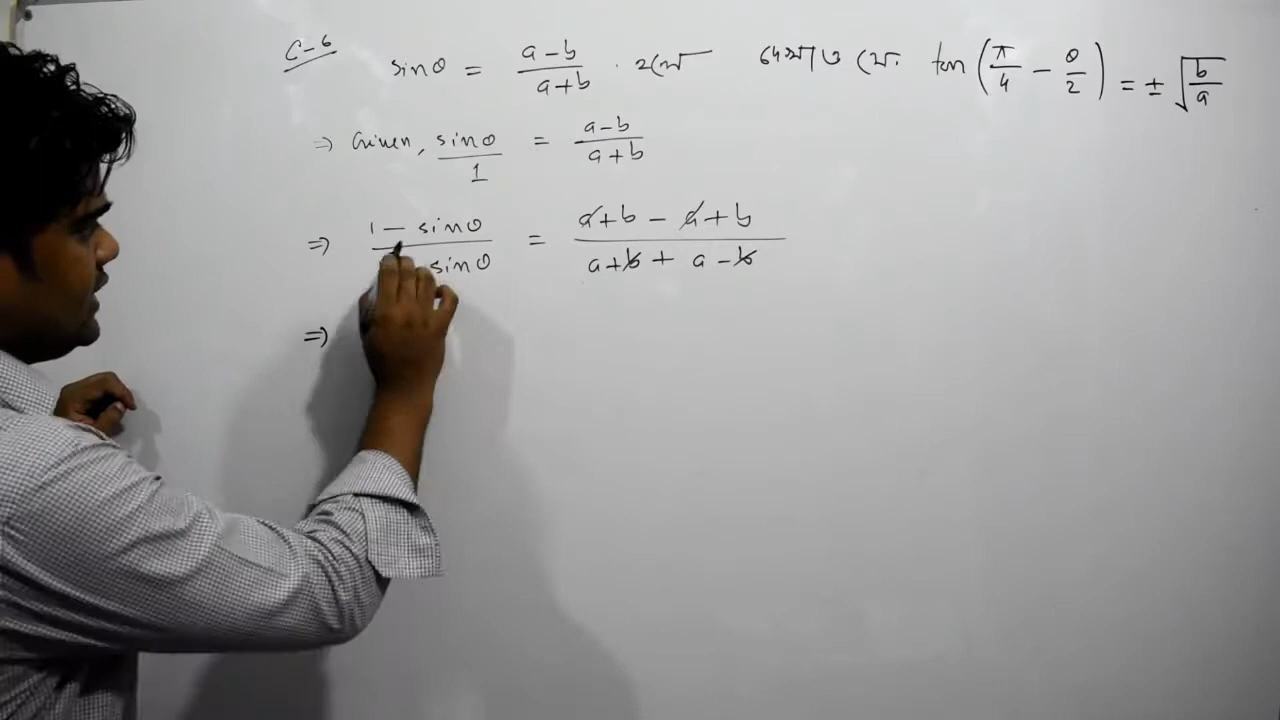 C-6
sinθ = (a-b)/(a+b) হলে দেখাও যে, tan(π/4 - θ/2) = ± √(b/a)
⇒ Given, sinθ/1 = (a-b)/(a+b)
⇒ (1 - sinθ)/( sinθ) = (a+b - a+b)/(a+b + a-b)
⇒